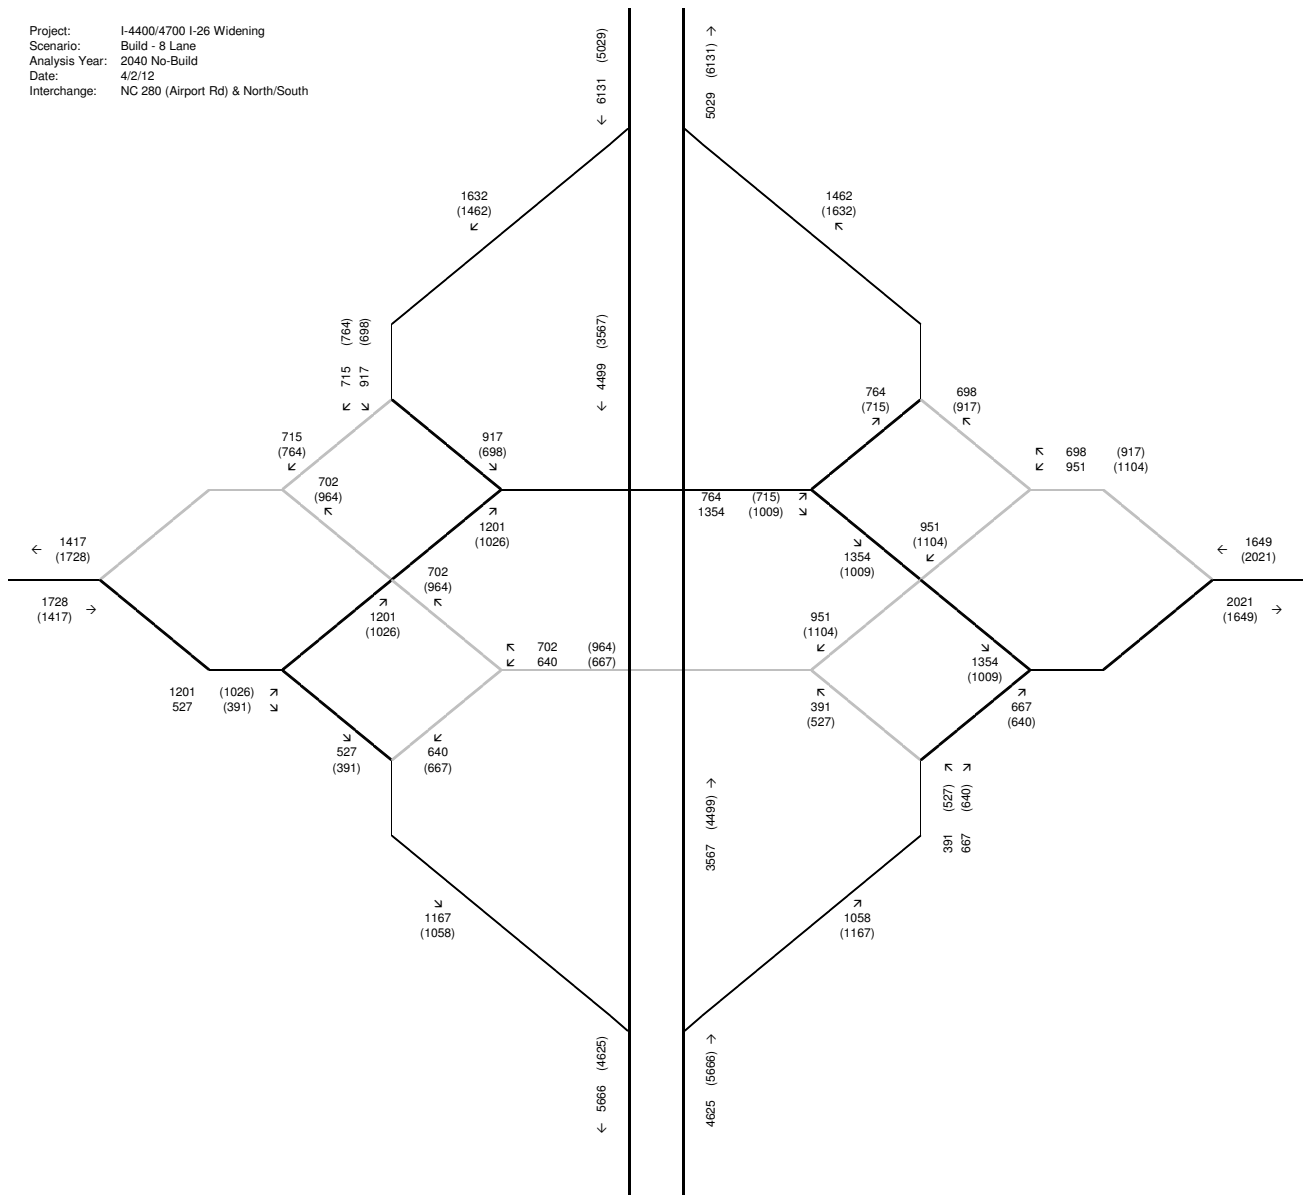 Project: I-4400/4700 I-26 Widening
Scenario: Build - 8 Lane
Analysis Year: 2040 No-Build
Date: 4/2/12
Interchange: NC 280 (Airport Rd) & North/South
← 6131 (5029)
5029 (6131) →
1632
(1462)
↙
1462
(1632)
↖
↙ 715 (764)
↘ 917 (698)
← 4499 (3567)
764
(715)
↗
698
(917)
↖
715
(764)
↙
917
(698)
↘
↖ 698 (917)
↙ 951 (1104)
702
(964)
↖
↗
1201
(1026)
764 (715) ↗
1354 (1009) ↘
↘
1354
(1009)
951
(1104)
↙
← 1417
(1728)
1728
(1417) →
← 1649
(2021)
2021
(1649) →
702
(964)
↖
↗
1201
(1026)
951
(1104)
↙
↖ 702 (964)
↙ 640 (667)
↘
1354
(1009)
1201 (1026) ↗
527 (391) ↘
↖
391
(527)
↗
667
(640)
↘
527
(391)
↙
640
(667)
391 (527) ↖
667 (640) ↗
3567 (4499) →
↘
1167
(1058)
↗
1058
(1167)
← 5666 (4625)
4625 (5666) →